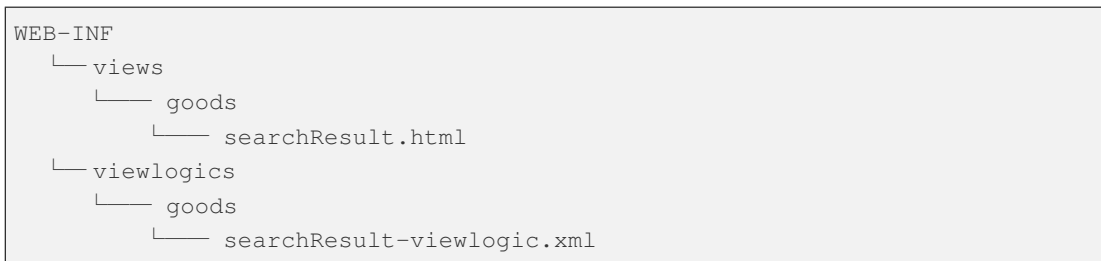 WEB-INF
└── views
└─── goods
└─── searchResult.html
└── viewlogics
└─── goods
└─── searchResult-viewlogic.xml